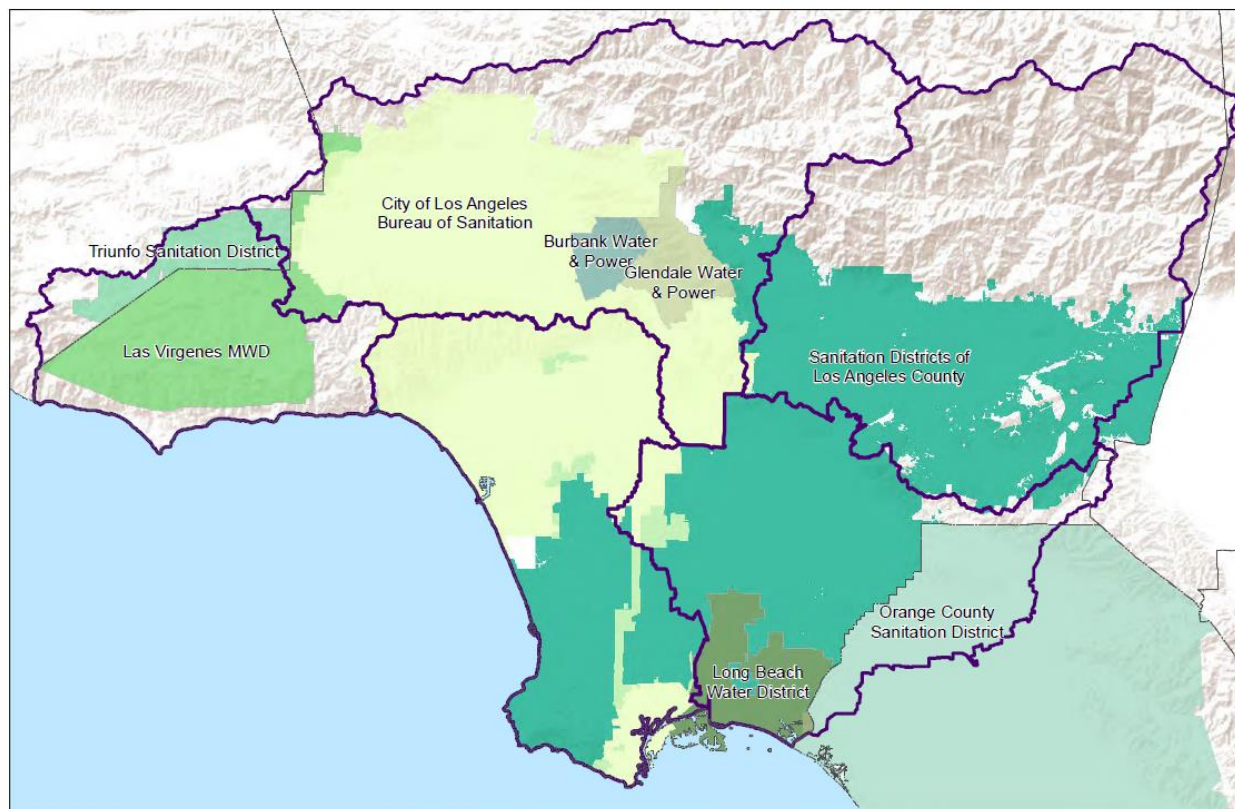 City of Los Angeles
Bureau of Sanitation
Triunfo Sanitation District
Burbank Water
& Power
Glendale Water
& Power
Las Virgenes MWD
Sanitation Districts of
Los Angeles County
Orange County
Sanitation District
Long Beach
Water District